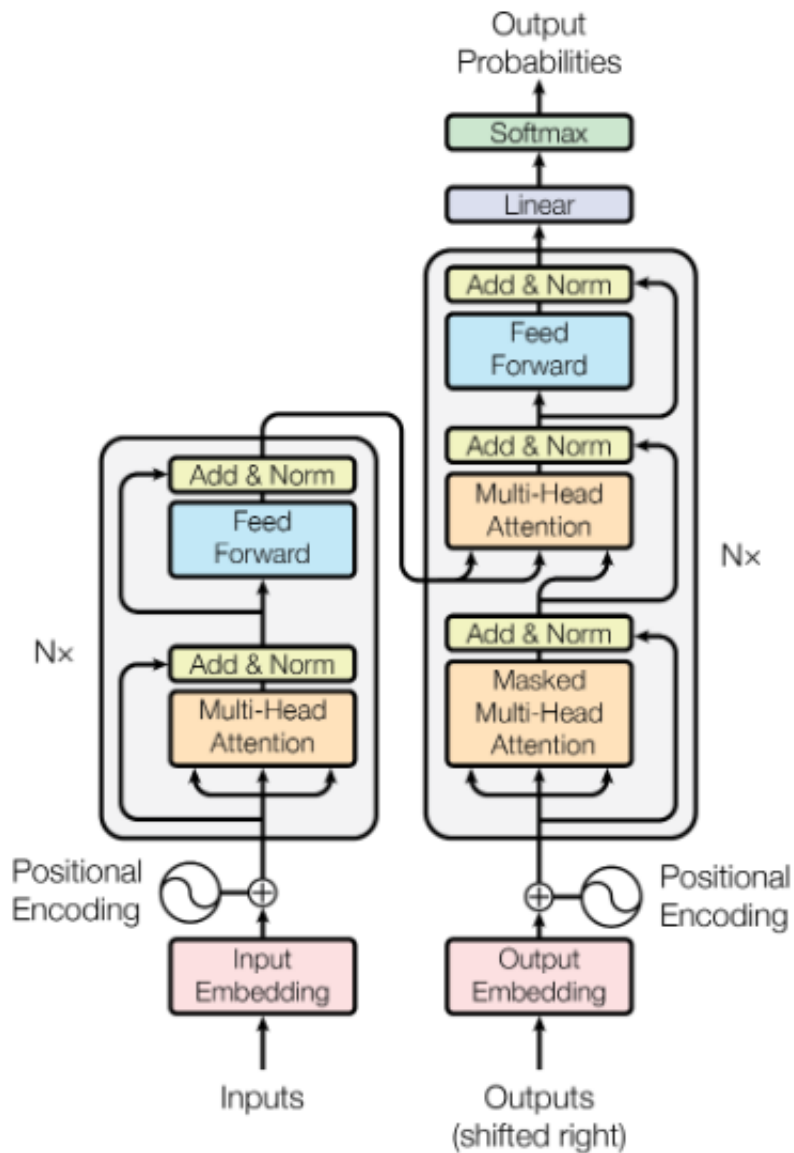 Output
Probabilities
Softmax
Linear
Add & Norm
Feed
Forward
Add & Norm
Multi-Head
Attention
Add & Norm
Masked
Multi-Head
Attention
Nx
Add & Norm
Feed
Forward
Add & Norm
Multi-Head
Attention
Nx
Positional
Encoding
Positional
Encoding
Input
Embedding
Output
Embedding
Inputs
Outputs
(shifted right)